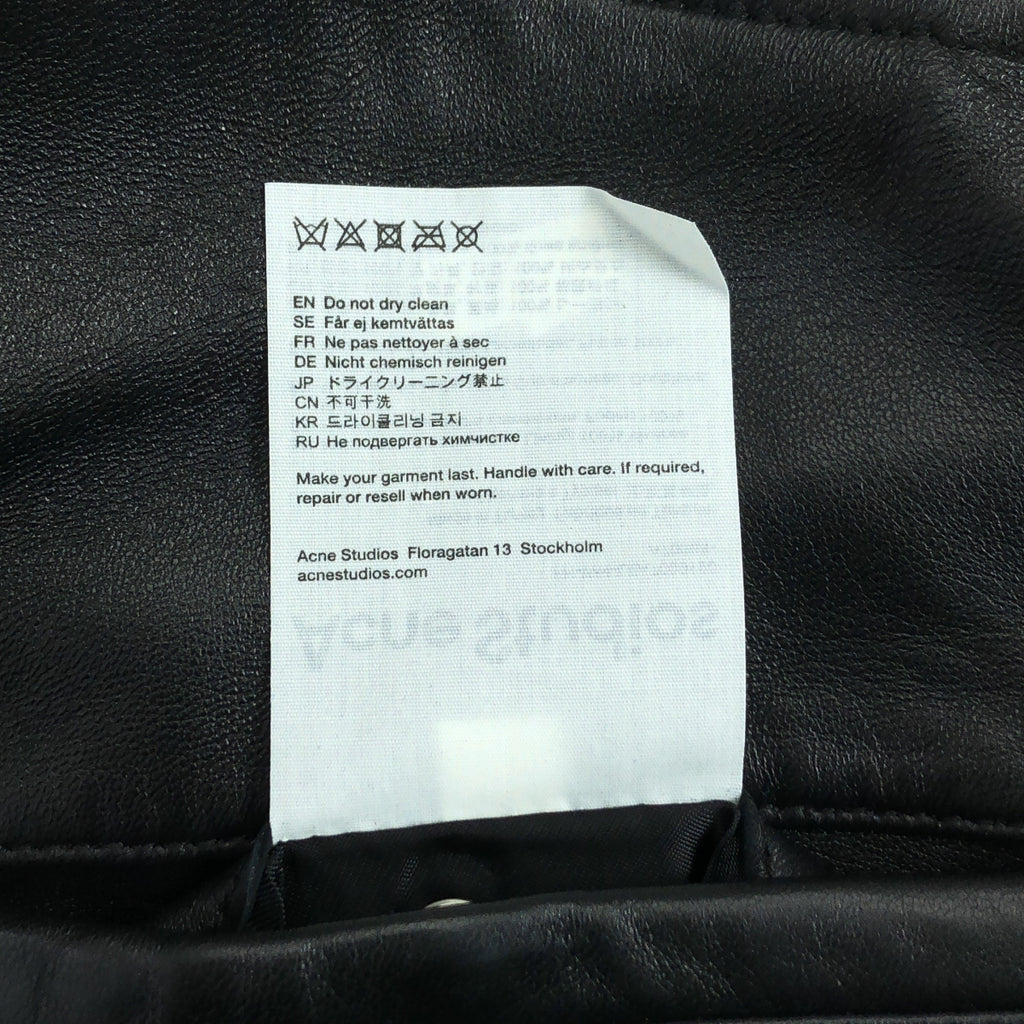 EN Do not dry clean
SE Får ej kemtvättas
FR Ne pas nettoyer à sec
DE Nicht chemisch reinigen
JP ドライクリーニング禁止
CN 不可干洗
KR 드라이클리닝 금지
RU Не подвергать химчистке
Make your garment last. Handle with care. If required,
repair or resell when worn.
Acne Studios Floragatan 13 Stockholm
acnestudios.com
Acne Studios